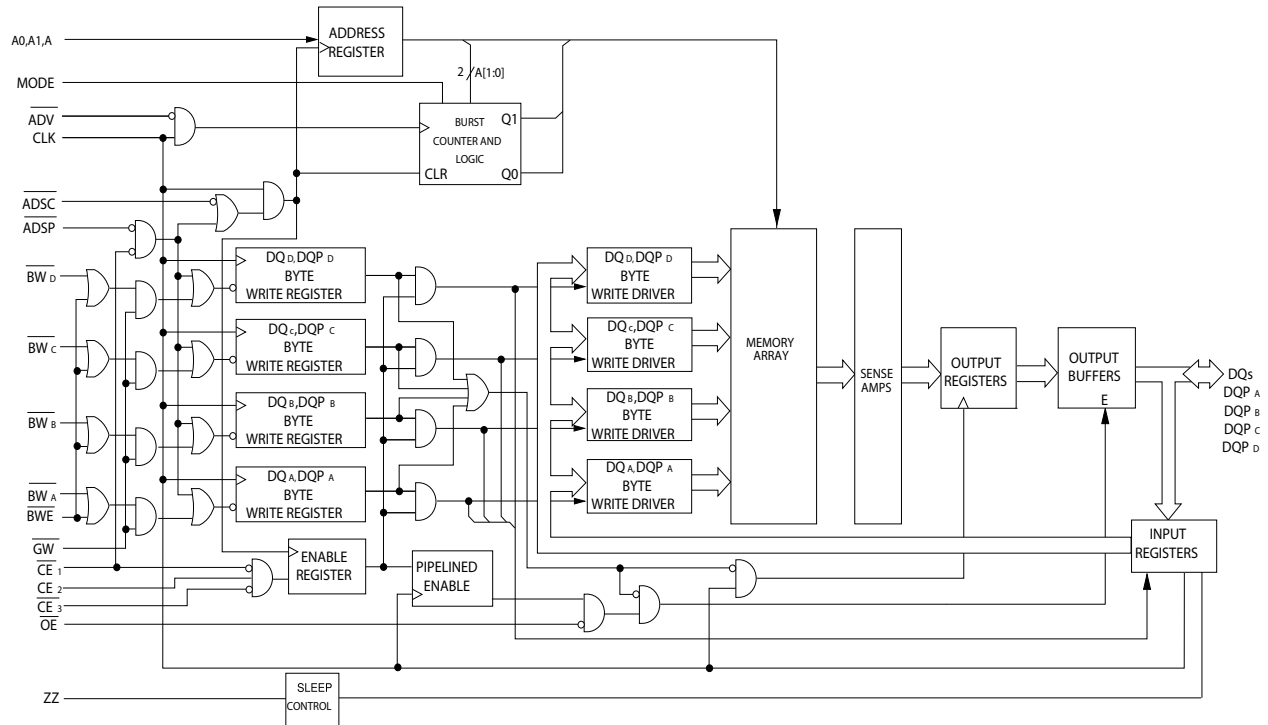 A0,A1,A
ADDRESS
REGISTER
MODE
2
A[1:0]
ADV
CLK
BURST
COUNTER AND
LOGIC
CLR
Q1
Q0
ADSC
ADSP
BW D
BW C
BW B
BW A
BWE
GW
CE 1
CE 2
CE 3
OE
ZZ
DQ D, DQP D
BYTE
WRITE REGISTER
DQ c, DQP C
BYTE
WRITE REGISTER
DQ B, DQP B
BYTE
WRITE REGISTER
DQ A, DQP A
BYTE
WRITE REGISTER
ENABLE
REGISTER
PIPELINED
ENABLE
SLEEP
CONTROL
DQ D, DQP D
BYTE
WRITE DRIVER
DQ c, DQP C
BYTE
WRITE DRIVER
DQ B, DQP B
BYTE
WRITE DRIVER
DQ A, DQP A
BYTE
WRITE DRIVER
MEMORY
ARRAY
SENSE
AMPS
OUTPUT
REGISTERS
OUTPUT
BUFFERS
E
DQs
DQP A
DQP B
DQP C
DQP D
INPUT
REGISTERS